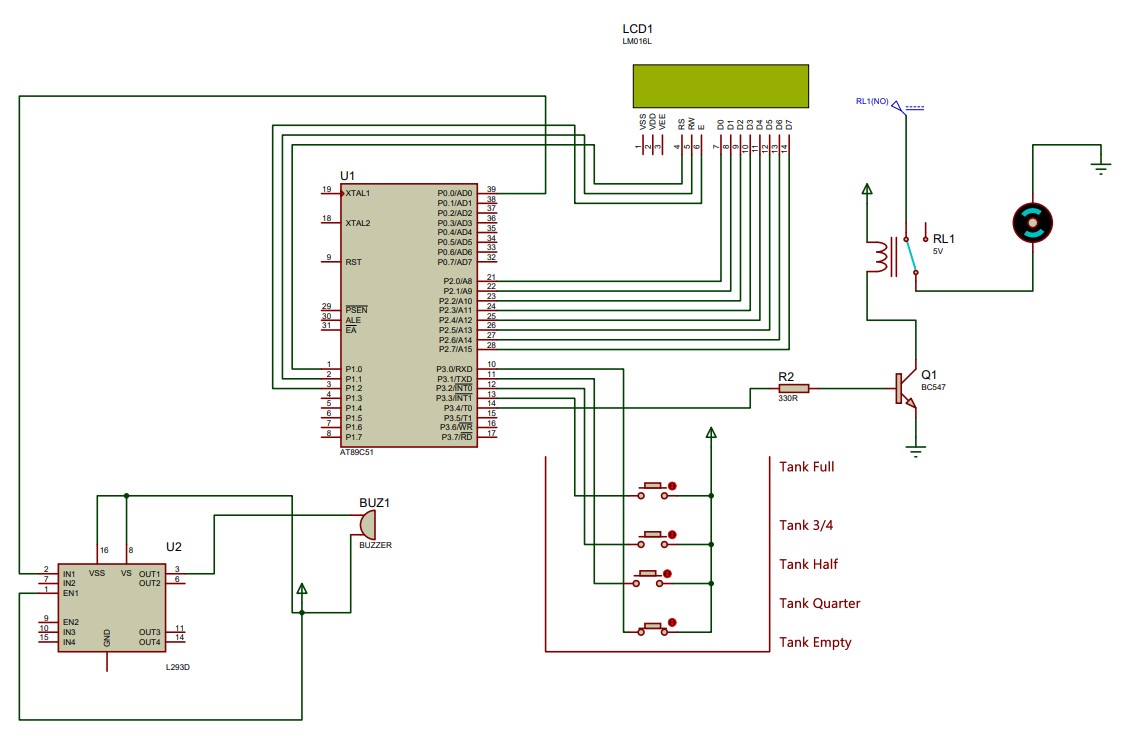 LCD1
LM016L
VSS
VDD
VEE
RS
RW
E
D0
D1
D2
D3
D4
D5
D6
D7
1
2
3
4
5
6
7
8
9
10
11
12
13
14
RL1(NO)
RL1
5V
U1
19 XTAL1
18 XTAL2
9 RST
29 PSEN
30 ALE
31 EA
1 P1.0
2 P1.1
3 P1.2
4 P1.3
5 P1.4
6 P1.5
7 P1.6
8 P1.7
P0.0/AD0 39
P0.1/AD1 38
P0.2/AD2 37
P0.3/AD3 36
P0.4/AD4 35
P0.5/AD5 34
P0.6/AD6 33
P0.7/AD7 32
P2.0/A8 21
P2.1/A9 22
P2.2/A10 23
P2.3/A11 24
P2.4/A12 25
P2.5/A13 26
P2.6/A14 27
P2.7/A15 28
P3.0/RXD 10
P3.1/TXD 11
P3.2/INT0 12
P3.3/INT1 13
P3.4/T0 14
P3.5/T1 15
P3.6/WR 16
P3.7/RD 17
AT89C51
R2
330R
Q1
BC547
Tank Full
Tank 3/4
Tank Half
Tank Quarter
Tank Empty
BUZ1
BUZZER
U2
16
8
VSS
VS
2 IN1
7 IN2
1 EN1
9 EN2
10 IN3
15 IN4
OUT1 3
OUT2 6
OUT3 11
OUT4 14
GND
L293D